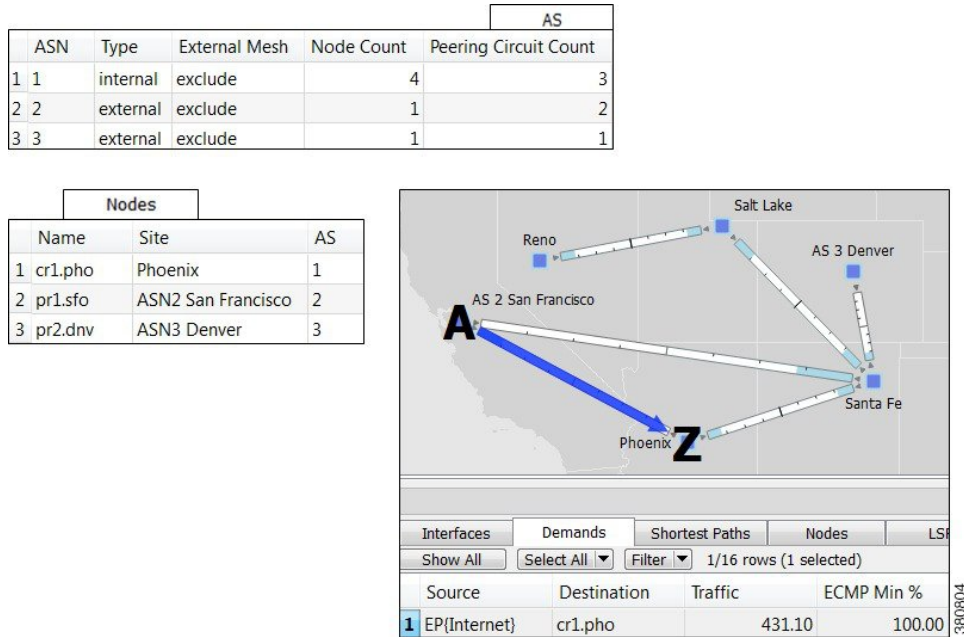 AS
ASN Type External Mesh Node Count Peering Circuit Count
1 1 internal exclude 4 3
2 2 external exclude 1 2
3 3 external exclude 1 1
Nodes
Name Site AS
1 cr1.pho Phoenix 1
2 pr1.sfo ASN2 San Francisco 2
3 pr2.dnv ASN3 Denver 3
Salt Lake
Reno
AS 3 Denver
AS 2 San Francisco
A
Santa Fe
Phoenix
Z
Interfaces Demands Shortest Paths Nodes LSP
Show All Select All Filter 1/16 rows (1 selected)
Source Destination Traffic ECMP Min %
1 EP{Internet} cr1.pho 431.10 100.00
380804